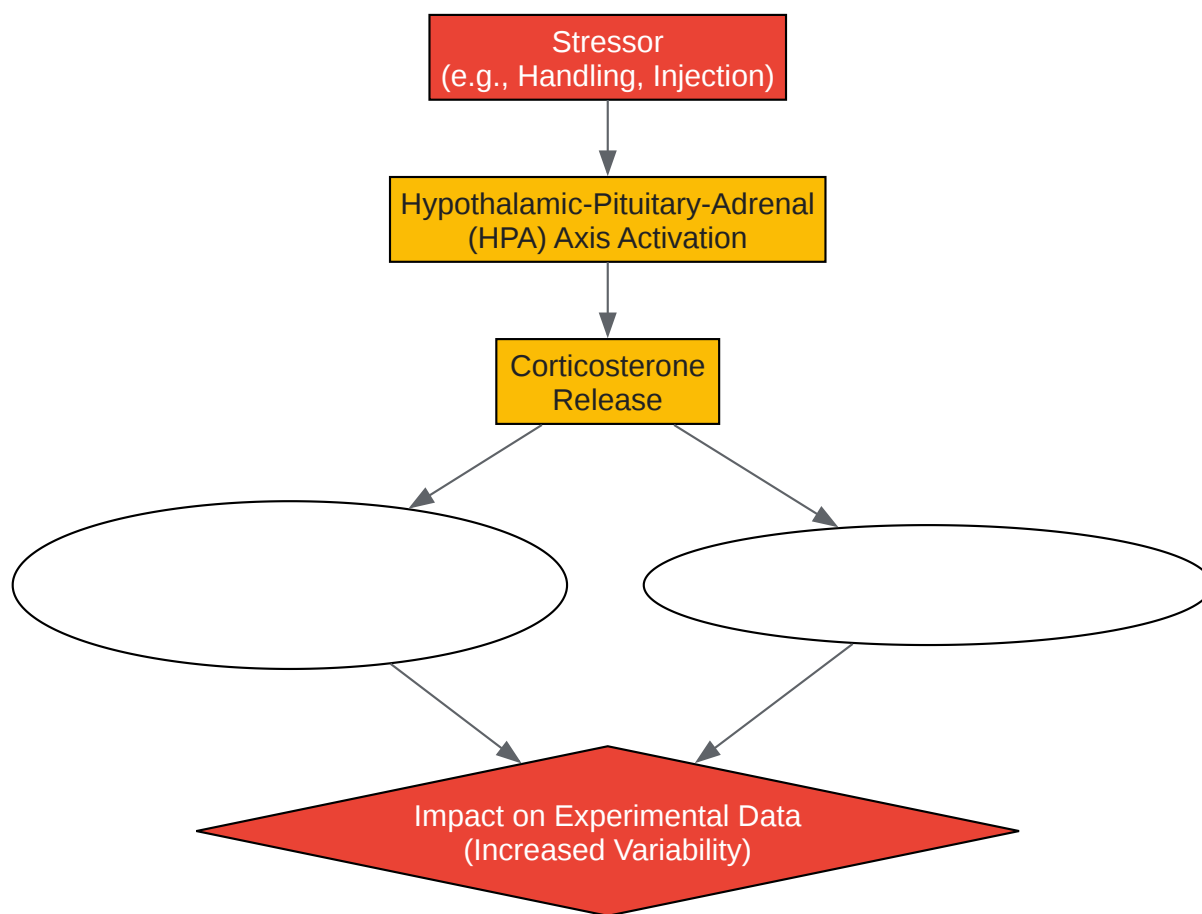 Stressor
(e.g., Handling, Injection)
Hypothalamic-Pituitary-Adrenal
(HPA) Axis Activation
Corticosterone
Release
Impact on Experimental Data
(Increased Variability)